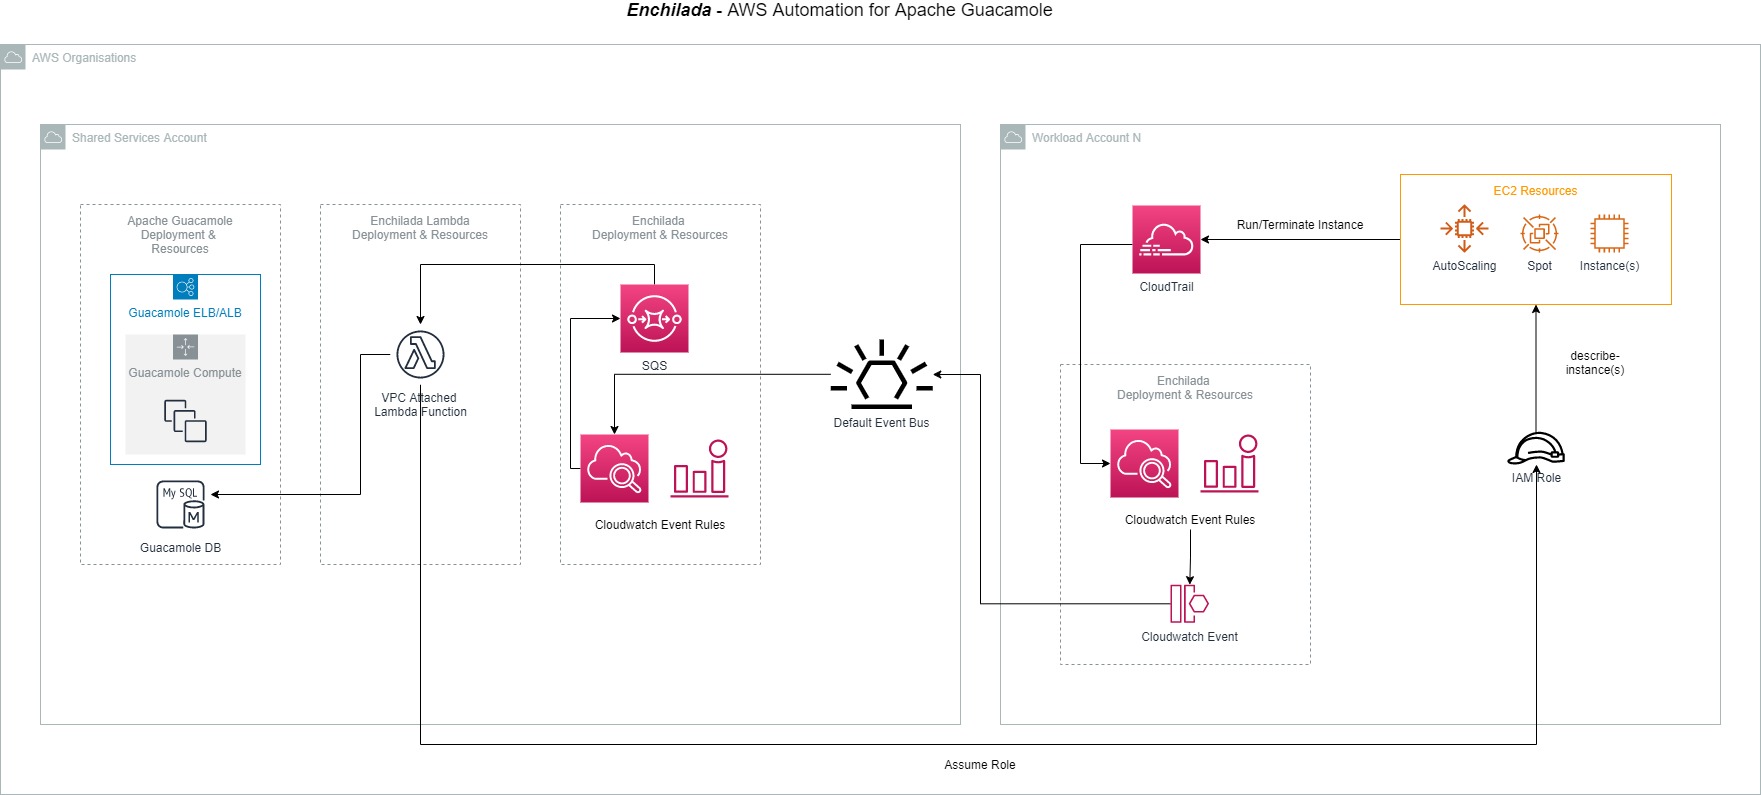 Enchilada - AWS Automation for Apache Guacamole
AWS Organisations
Shared Services Account
Apache Guacamole
Deployment &
Resources
Guacamole ELB/ALB
Guacamole Compute
My SQL
M
Guacamole DB
Enchilada Lambda
Deployment & Resources
VPC Attached
Lambda Function
Enchilada
Deployment & Resources
SQS
Cloudwatch Event Rules
Default Event Bus
Workload Account N
CloudTrail
Run/Terminate Instance
EC2 Resources
AutoScaling
Spot
Instance(s)
Enchilada
Deployment & Resources
Cloudwatch Event Rules
Cloudwatch Event
describe-
instance(s)
IAM Role
Assume Role